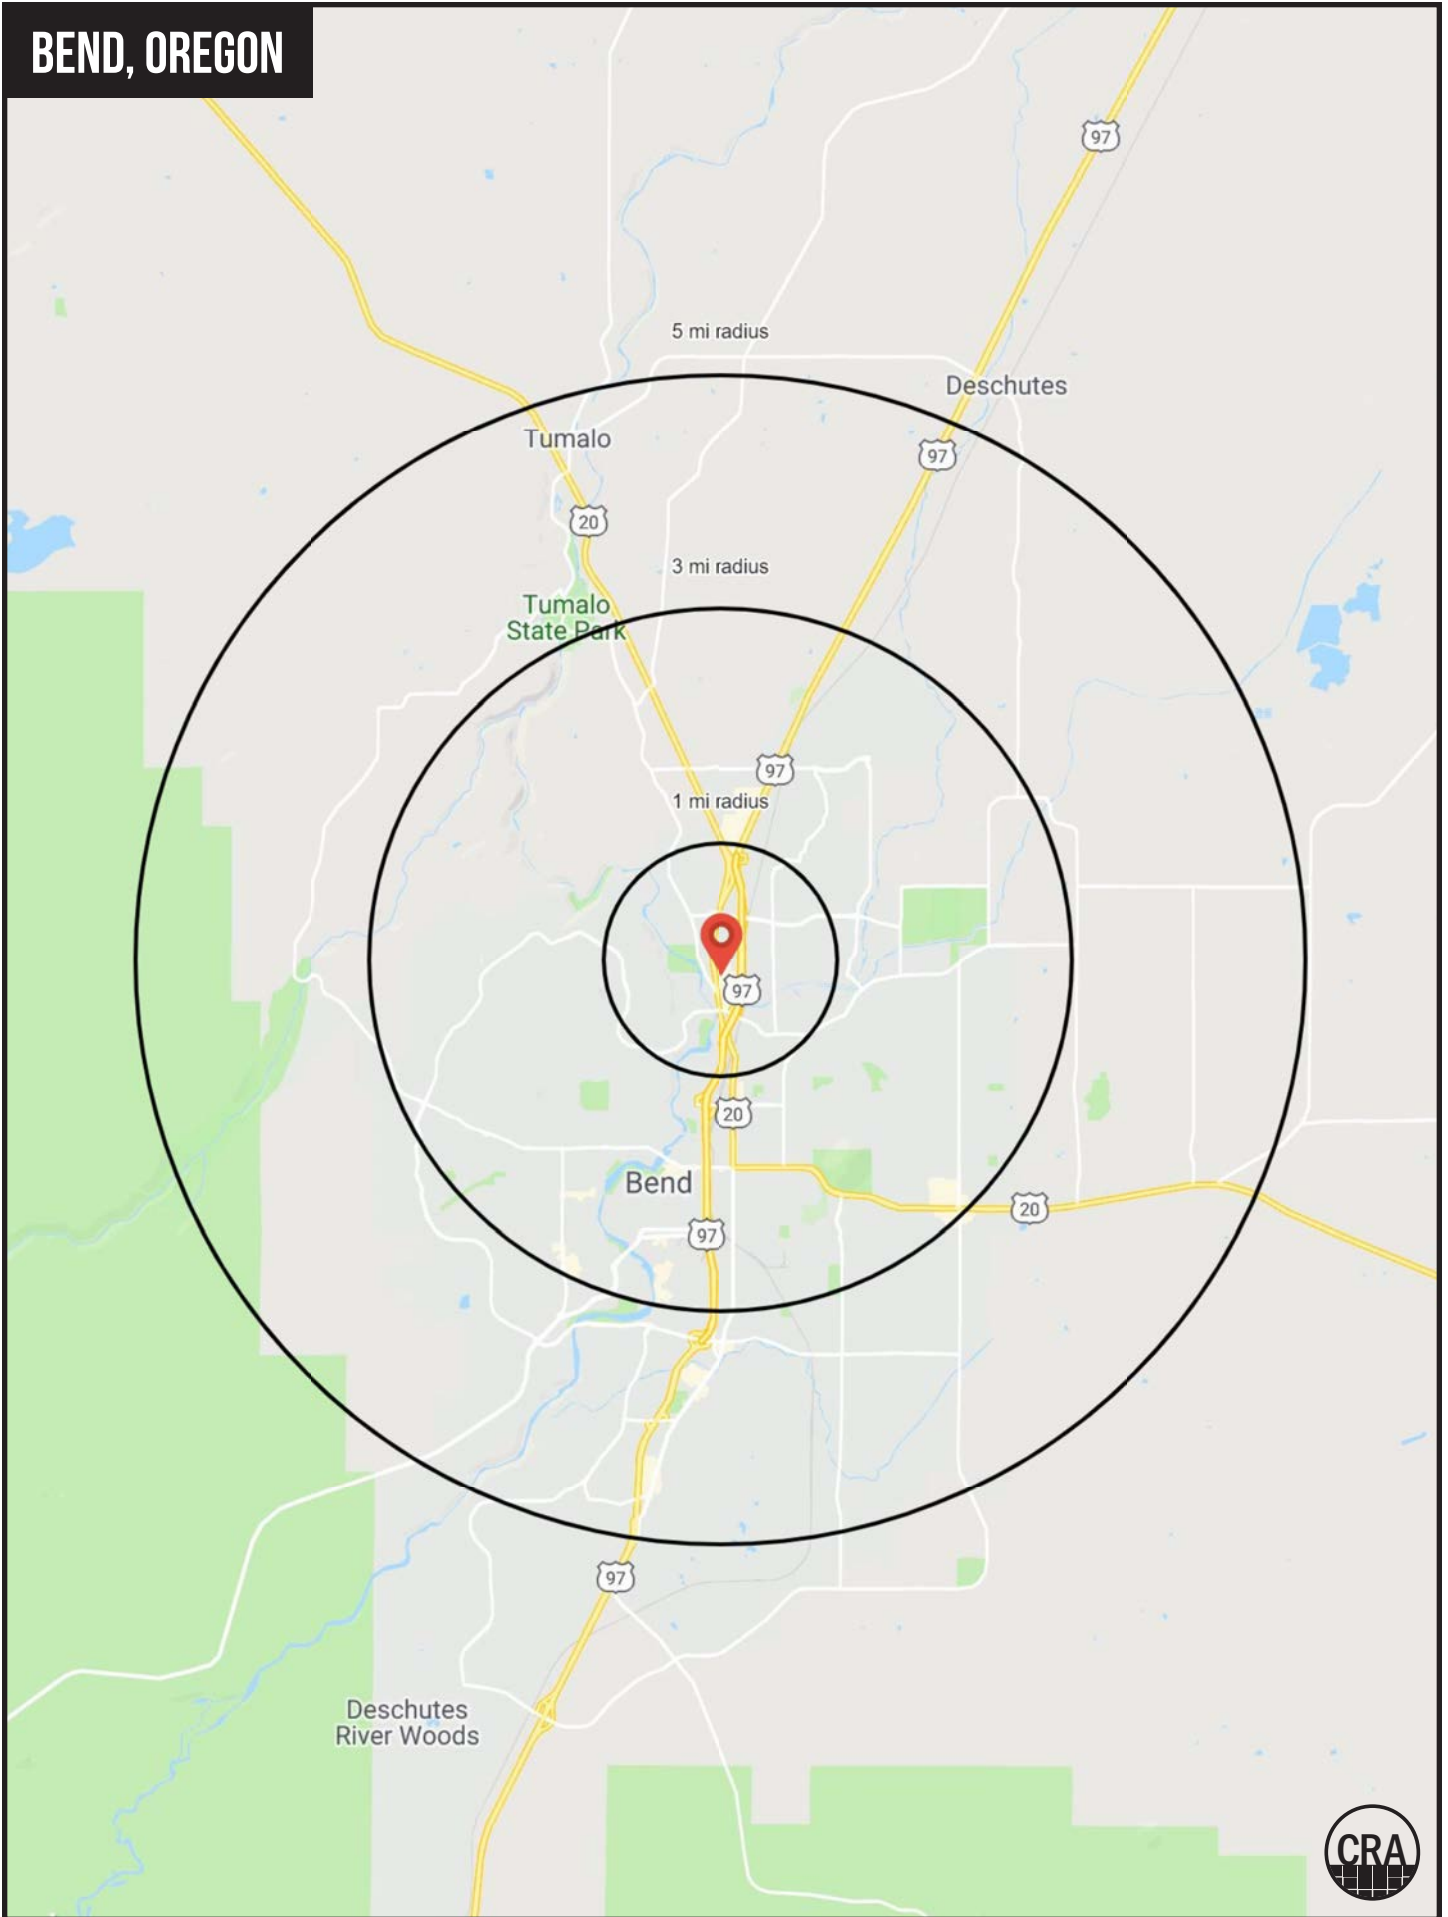 BEND, OREGON
97
5 mi radius
Deschutes
Tumalo
97
20
3 mi radius
Tumalo
State Park
97
1 mi radius
97
20
Bend
20
97
97
Deschutes
River Woods
CRA